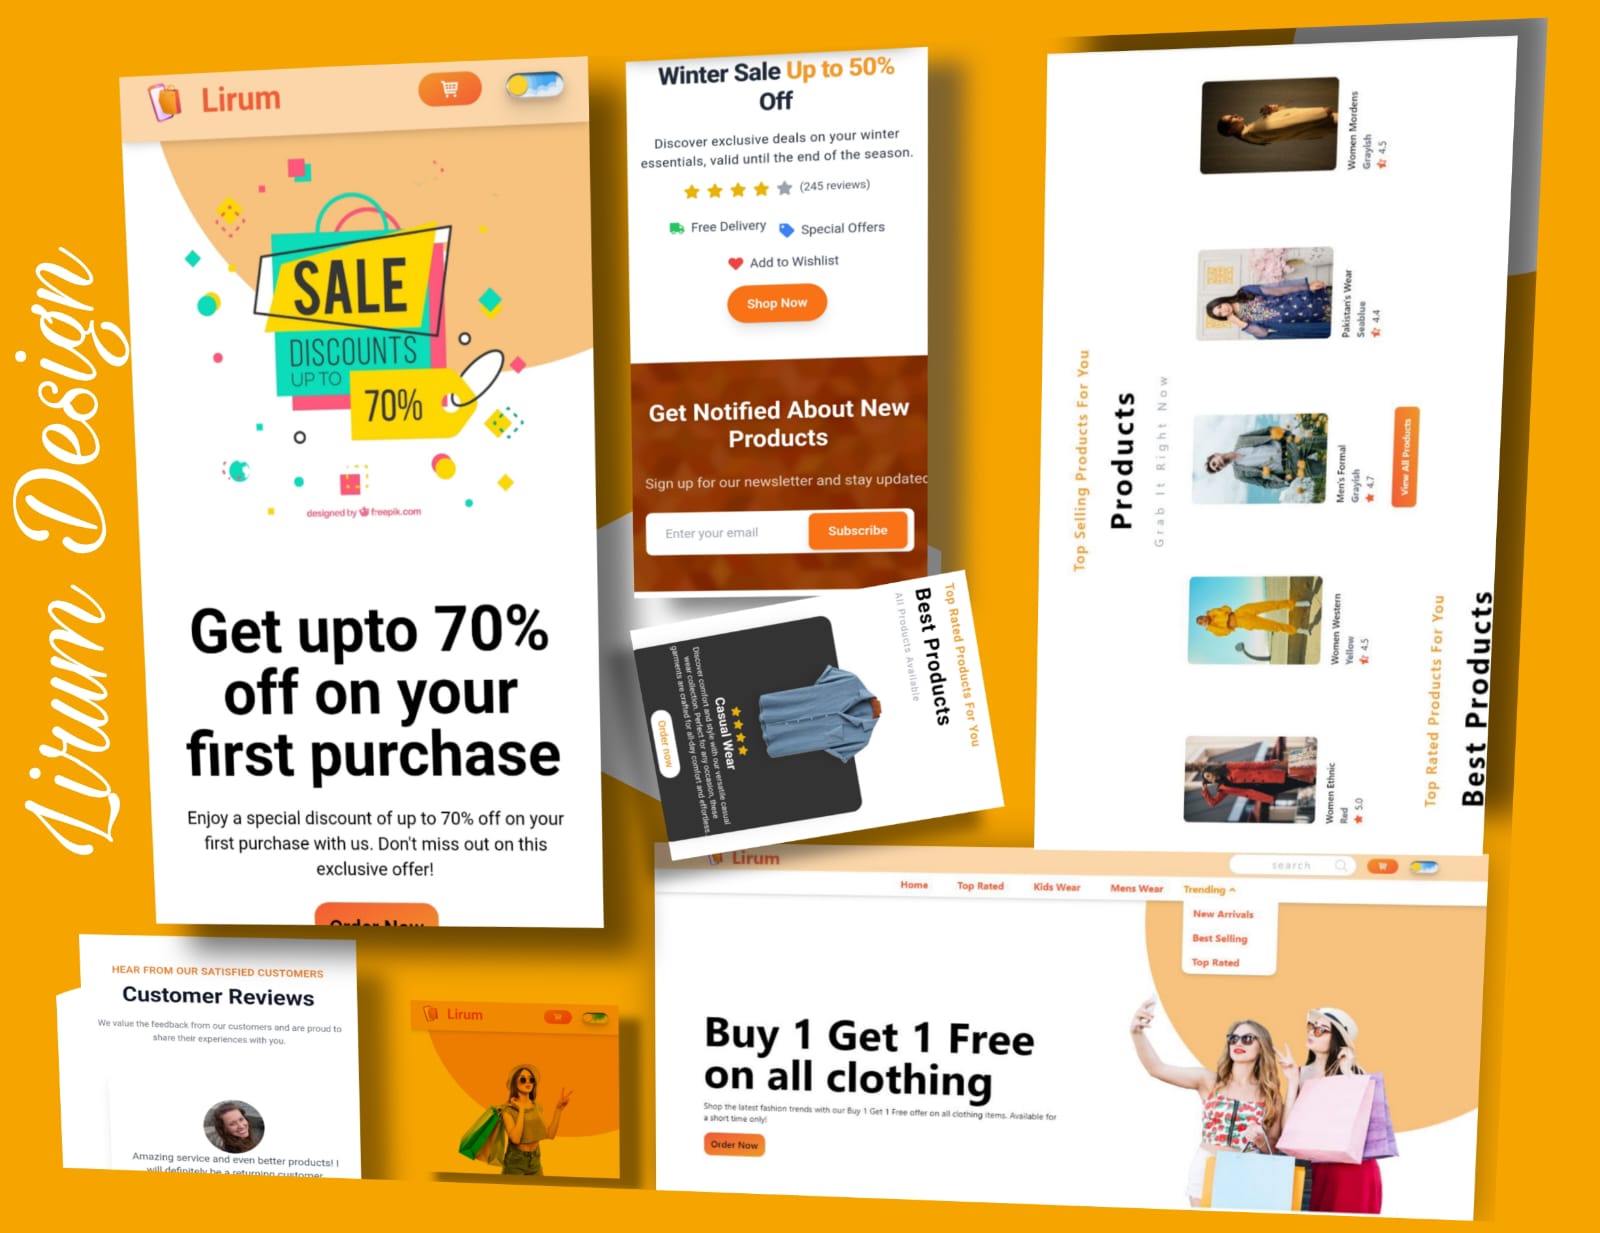 Lirum Design
Lirum
SALE
DISCOUNTS
UP TO
70%
designed by freepik.com
Get upto 70%
off on your
first purchase
Enjoy a special discount of up to 70% off on your
first purchase with us. Don't miss out on this
exclusive offer!
Order Now
Winter Sale Up to 50%
Off
Discover exclusive deals on your winter
essentials, valid until the end of the season.
(245 reviews)
Free Delivery
Special Offers
Add to Wishlist
Shop Now
Get Notified About New
Products
Sign up for our newsletter and stay updated
Enter your email
Subscribe
Top Rated Products For You
Best Products
All Products Available
Casual Wear
Discover comfort and style with our versatile casual
wear collection. Perfect for any occasion, these
garments are crafted for all-day comfort and effortless
Order now
Top Selling Products For You
Products
Grab It Right Now
Women Ethnic
Red
5.0
Women Western
Yellow
4.5
Men's Formal
Grayish
4.7
Pakistan's Wear
Seablue
4.4
Women Mordens
Grayish
4.5
View All Products
Top Rated Products For You
Best Products
HEAR FROM OUR SATISFIED CUSTOMERS
Customer Reviews
We value the feedback from our customers and are proud to
share their experiences with you.
Amazing service and even better products! I
will definitely be a returning customer
Lirum
Lirum
search
Home
Top Rated
Kids Wear
Mens Wear
Trending
New Arrivals
Best Selling
Top Rated
Buy 1 Get 1 Free
on all clothing
Shop the latest fashion trends with our Buy 1 Get 1 Free offer on all clothing items. Available for
a short time only!
Order Now